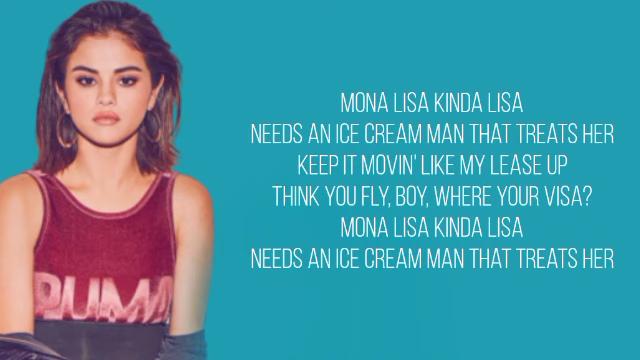 MONA LISA KINDA LISA
NEEDS AN ICE CREAM MAN THAT TREATS HER
KEEP IT MOVIN' LIKE MY LEASE UP
THINK YOU FLY, BOY, WHERE YOUR VISA?
MONA LISA KINDA LISA
NEEDS AN ICE CREAM MAN THAT TREATS HER
PUMA